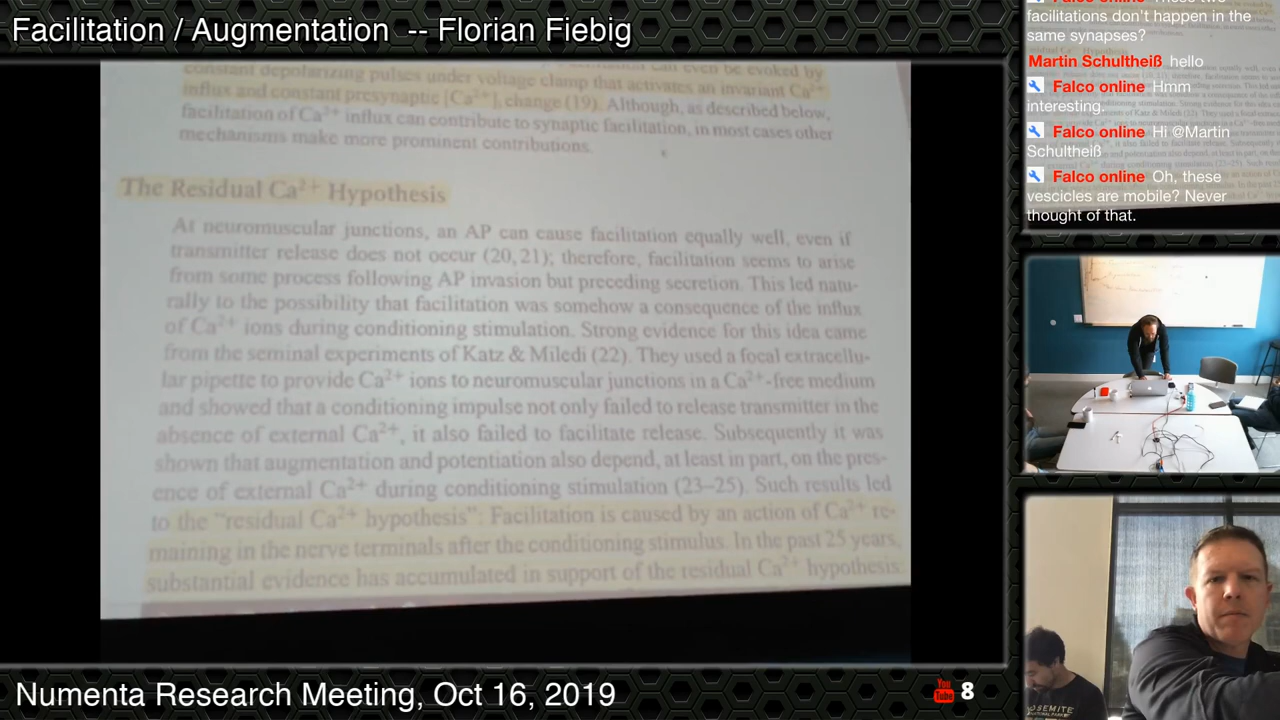 Facilitation / Augmentation -- Florian Fiebig
constant depolarizing pulses under voltage clamp that activates an invariant Ca2+
influx and constant presynaptic [Ca2+]i change (19). Although, as described below,
facilitation of Ca2+ influx can contribute to synaptic facilitation, in most cases other
mechanisms make more prominent contributions.
The Residual Ca2+ Hypothesis
At neuromuscular junctions, an AP can cause facilitation equally well, even if
transmitter release does not occur (20, 21); therefore, facilitation seems to arise
from some process following AP invasion but preceding secretion. This led natu-
rally to the possibility that facilitation was somehow a consequence of the influx
of Ca2+ ions during conditioning stimulation. Strong evidence for this idea came
from the seminal experiments of Katz & Miledi (22). They used a focal extracellu-
lar pipette to provide Ca2+ ions to neuromuscular junctions in a Ca2+-free medium
and showed that a conditioning impulse not only failed to release transmitter in the
absence of external Ca2+, it also failed to facilitate release. Subsequently it was
shown that augmentation and potentiation also depend, at least in part, on the pres-
ence of external Ca2+ during conditioning stimulation (23–25). Such results led
to the "residual Ca2+ hypothesis": Facilitation is caused by an action of Ca2+ re-
maining in the nerve terminals after the conditioning stimulus. In the past 25 years,
substantial evidence has accumulated in support of the residual Ca2+ hypothesis
facilitations don't happen in the
same synapses?
Martin Schultheiß hello
Falco online Hmm
interesting.
Falco online Hi @Martin
Schultheiß
Falco online Oh, these
vescicles are mobile? Never
thought of that.
Numenta Research Meeting, Oct 16, 2019
You
Tube
8